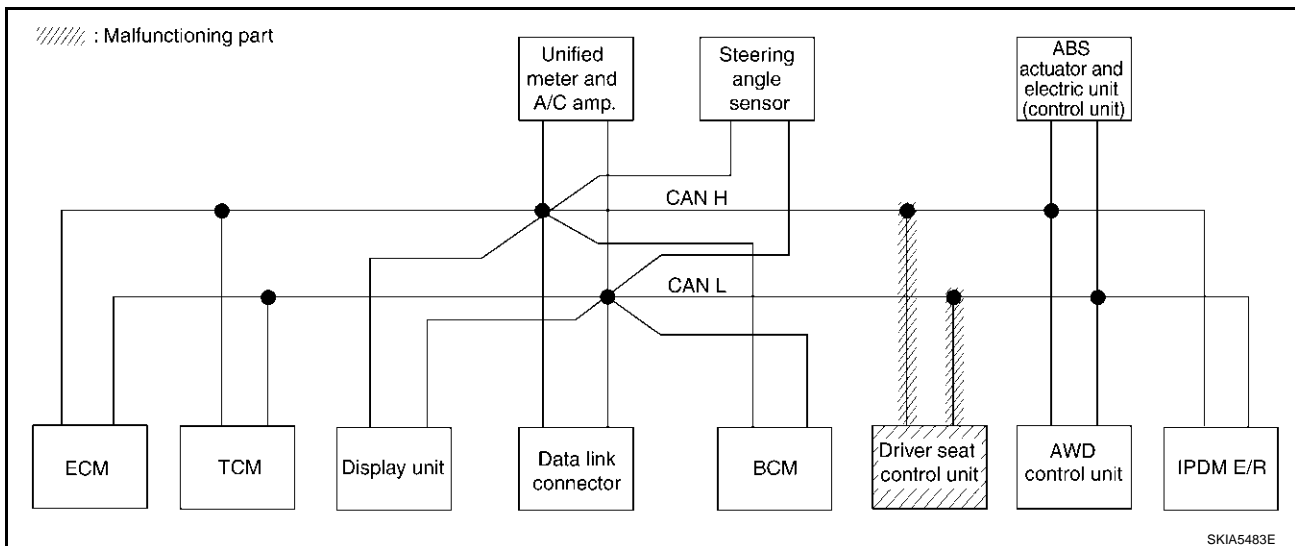 : Malfunctioning part
Unified
meter and
A/C amp.
Steering
angle
sensor
ABS
actuator and
electric unit
(control unit)
CAN H
CAN L
ECM
TCM
Display unit
Data link
connector
BCM
Driver seat
control unit
AWD
control unit
IPDM E/R
SKIA5483E